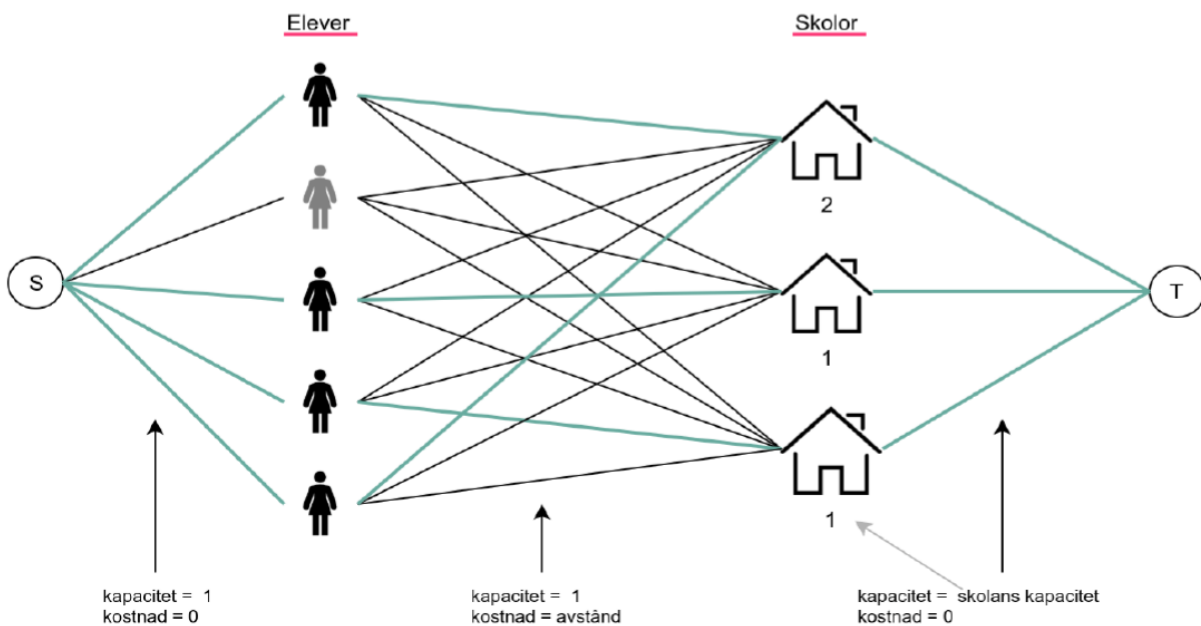 Elever
Skolor
2
S
T
1
1
kapacitet = 1
kostnad = 0
kapacitet = 1
kostnad = avstånd
kapacitet = skolans kapacitet
kostnad = 0